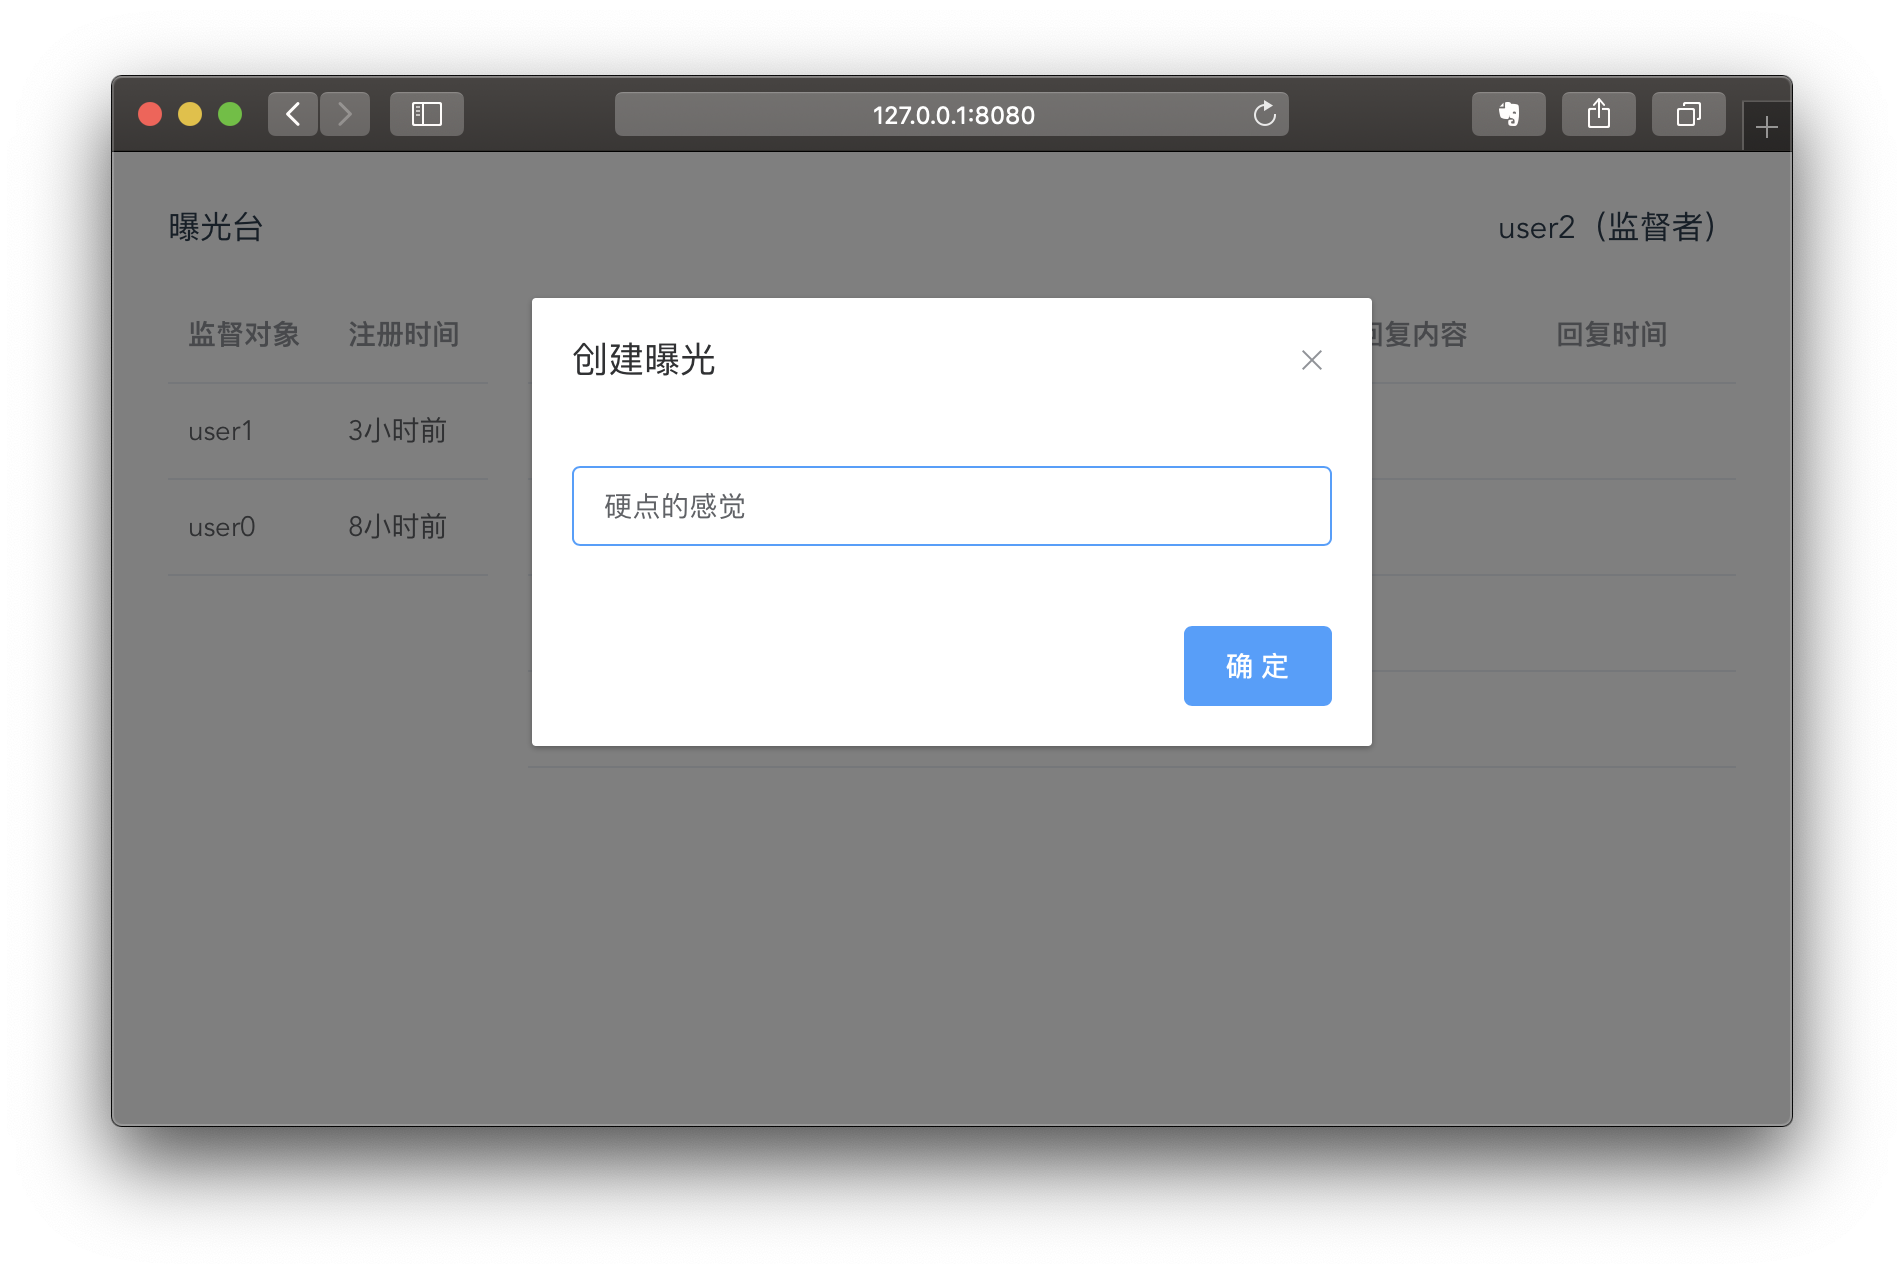 127.0.0.1:8080
曝光台
user2（监督者）
监督对象 注册时间 回复内容 回复时间
创建曝光
user1 3小时前
硬点的感觉
user0 8小时前
确 定